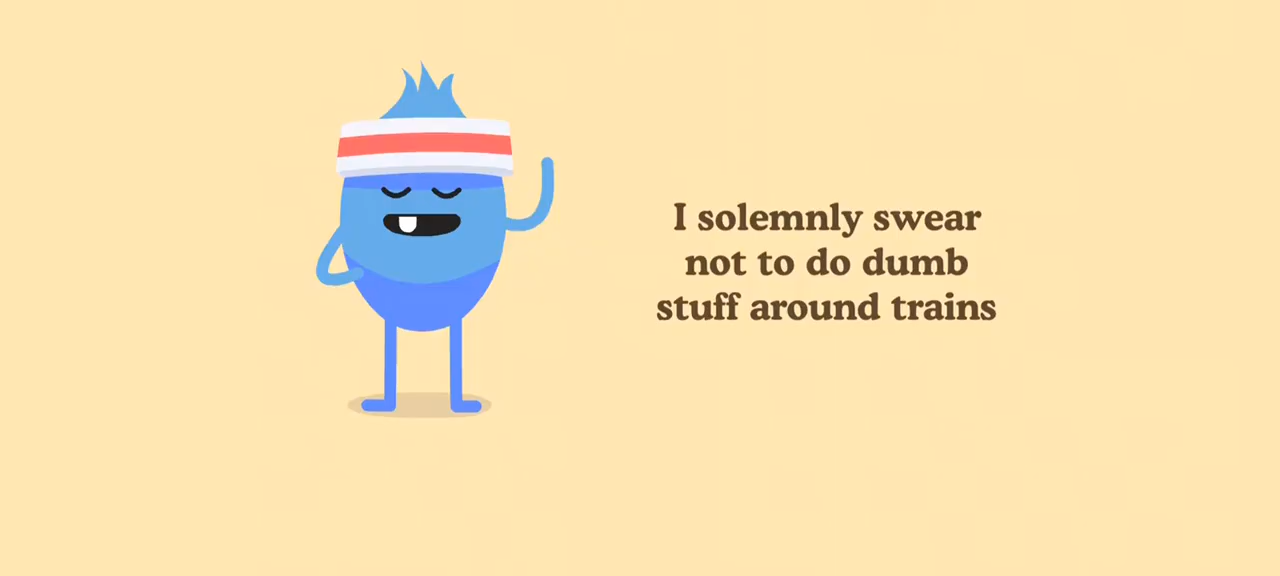 I solemnly swear
not to do dumb
stuff around trains